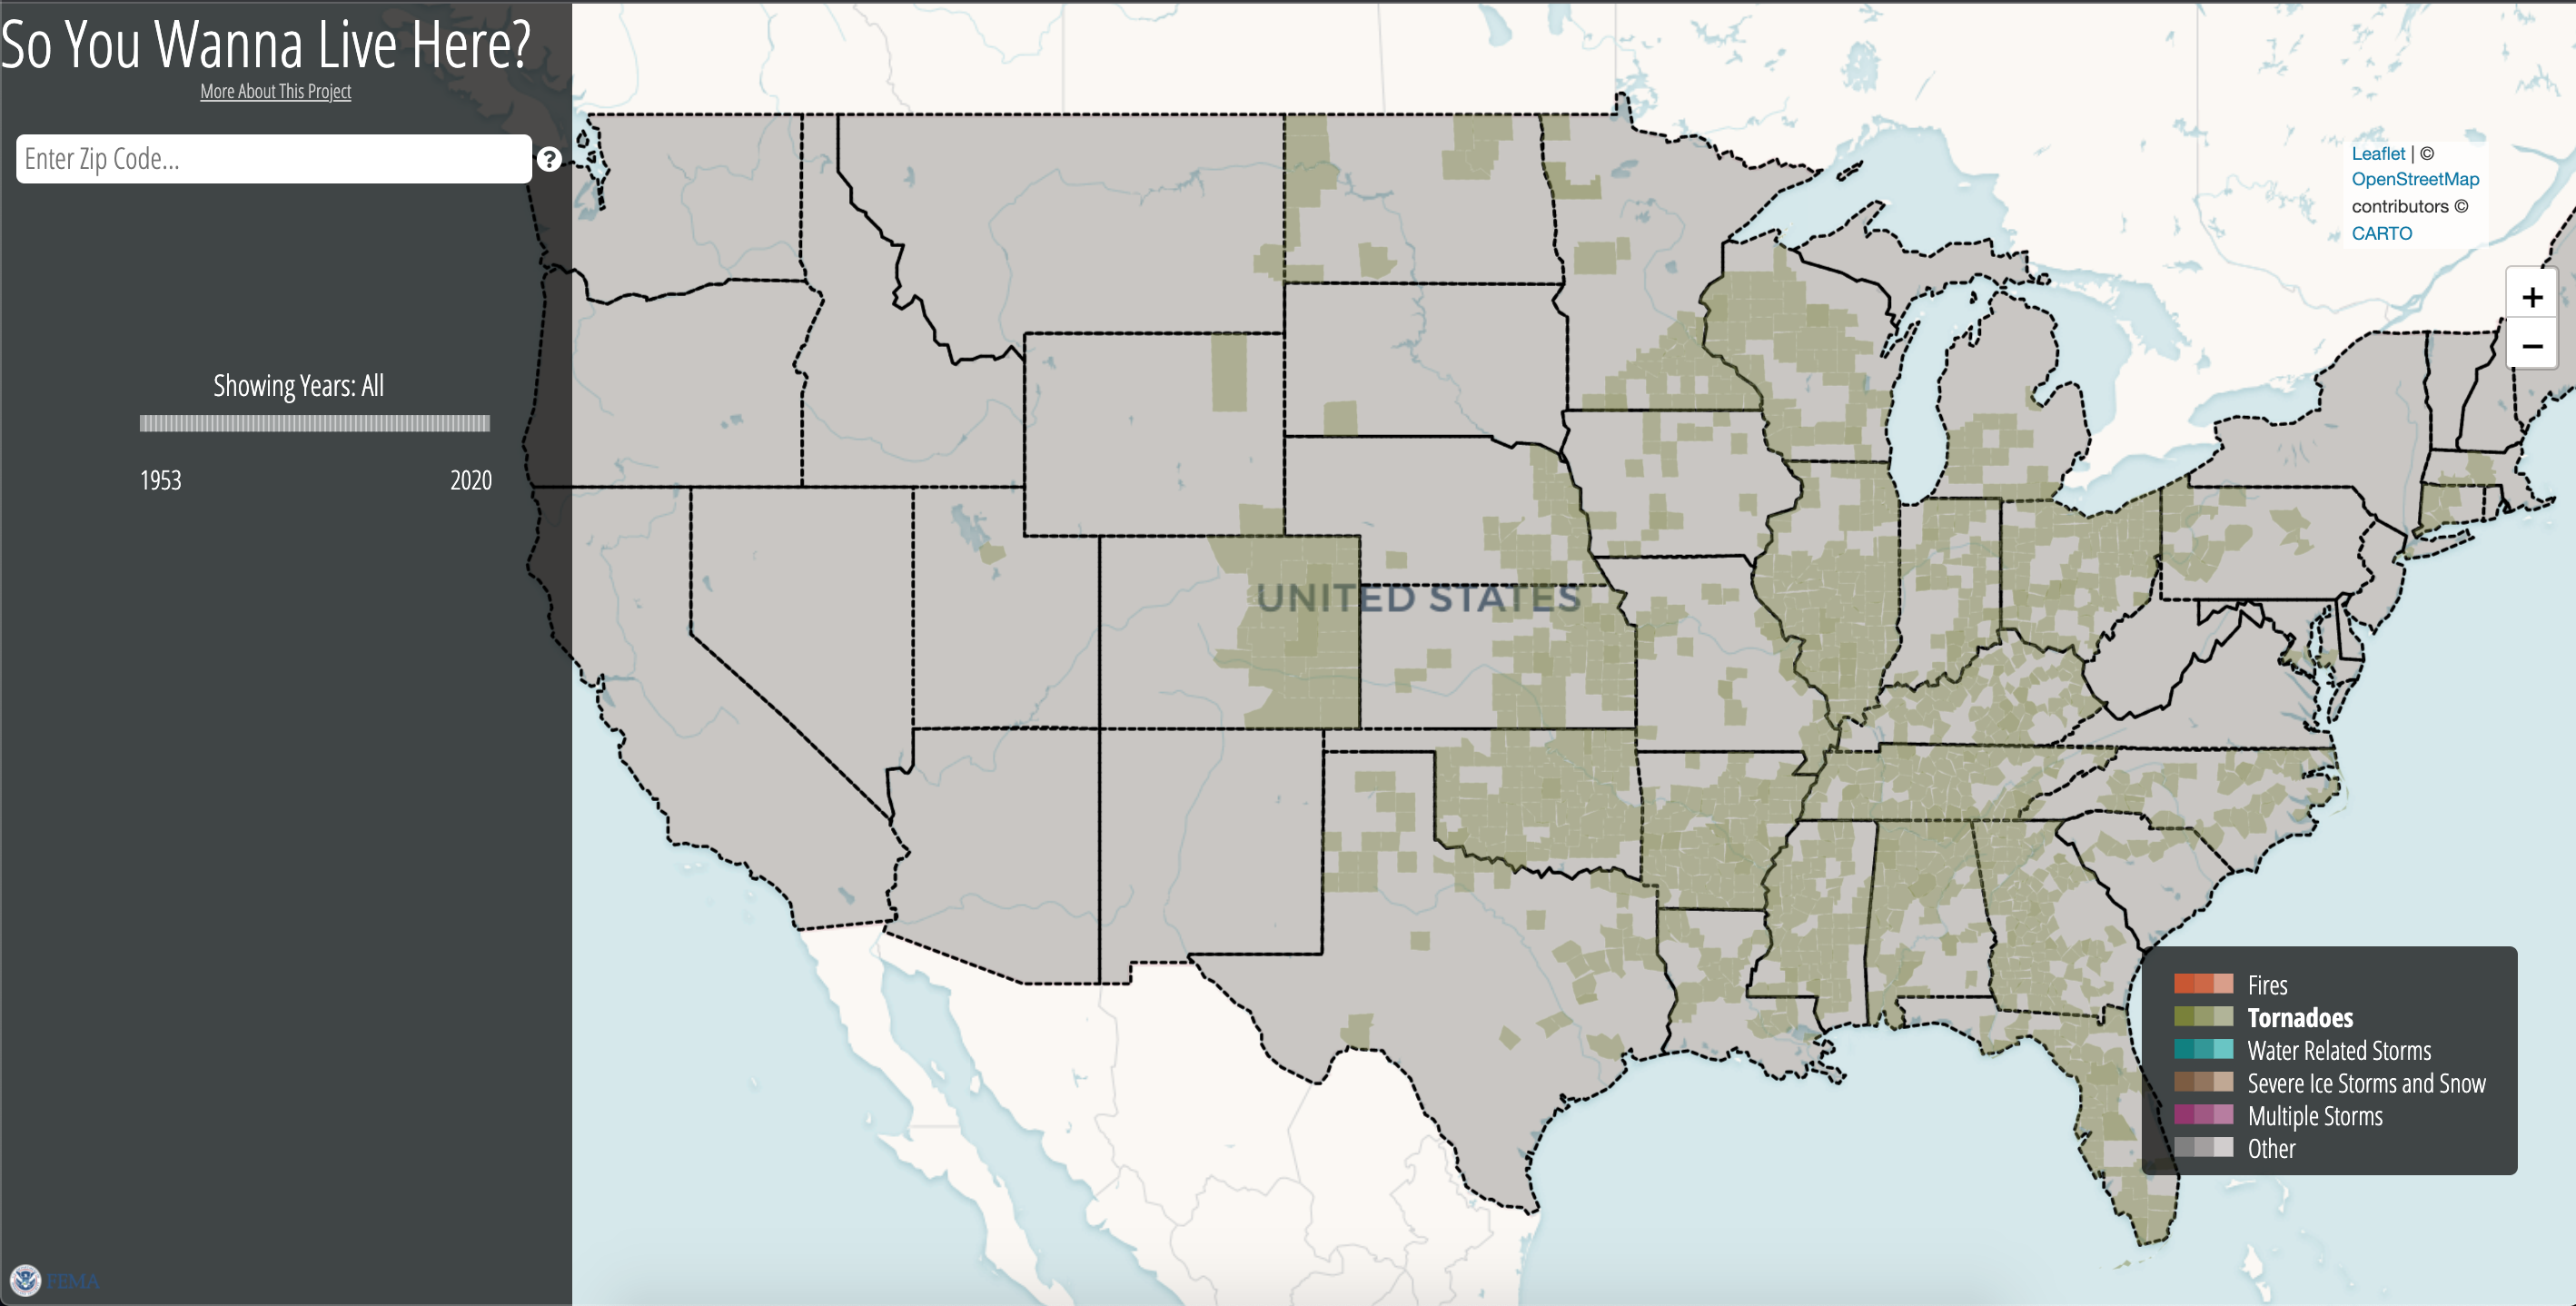 So You Wanna Live Here?
More About This Project
Enter Zip Code...
?
Showing Years: All
1953 2020
FEMA
UNITED STATES
Leaflet | ©
OpenStreetMap
contributors ©
CARTO
+
−
Fires
Tornadoes
Water Related Storms
Severe Ice Storms and Snow
Multiple Storms
Other